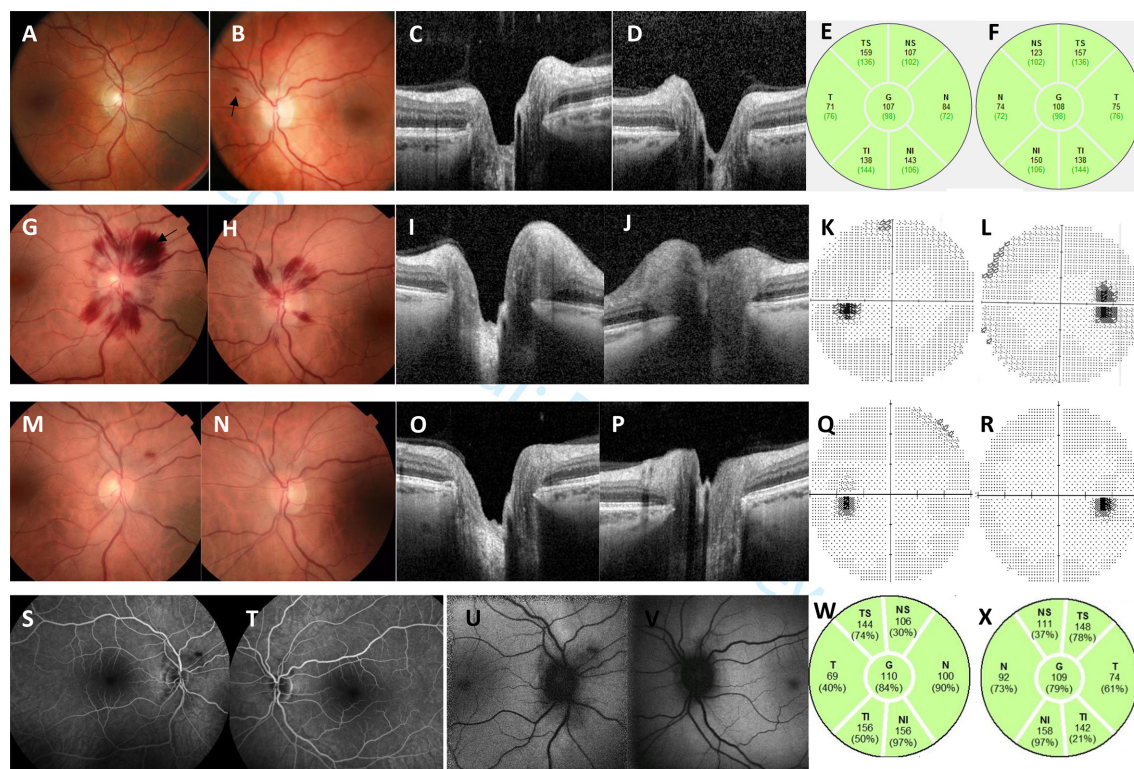 A
B
C
D
E
TS
159
(136)
NS
107
(102)
T
71
(76)
G
107
(98)
N
84
(72)
TI
138
(144)
NI
143
(106)
F
NS
123
(102)
TS
157
(136)
N
74
(72)
G
108
(98)
T
75
(76)
NI
150
(106)
TI
138
(144)
G
H
I
J
K
L
M
N
O
P
Q
R
S
T
U
V
W
TS
144
(74%)
NS
106
(30%)
T
69
(40%)
G
110
(84%)
N
100
(90%)
TI
156
(50%)
NI
156
(97%)
X
NS
111
(37%)
TS
148
(78%)
N
92
(73%)
G
109
(79%)
T
74
(61%)
NI
158
(97%)
TI
142
(21%)